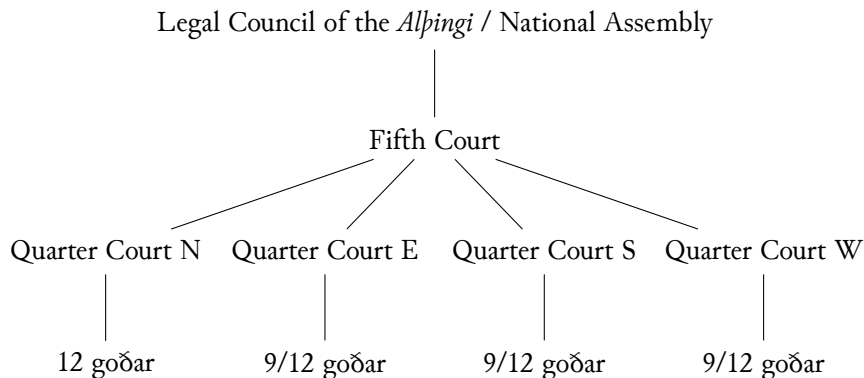 Legal Council of the Alþingi / National Assembly
Fifth Court
Quarter Court N Quarter Court E Quarter Court S Quarter Court W
12 goðar 9/12 goðar 9/12 goðar 9/12 goðar